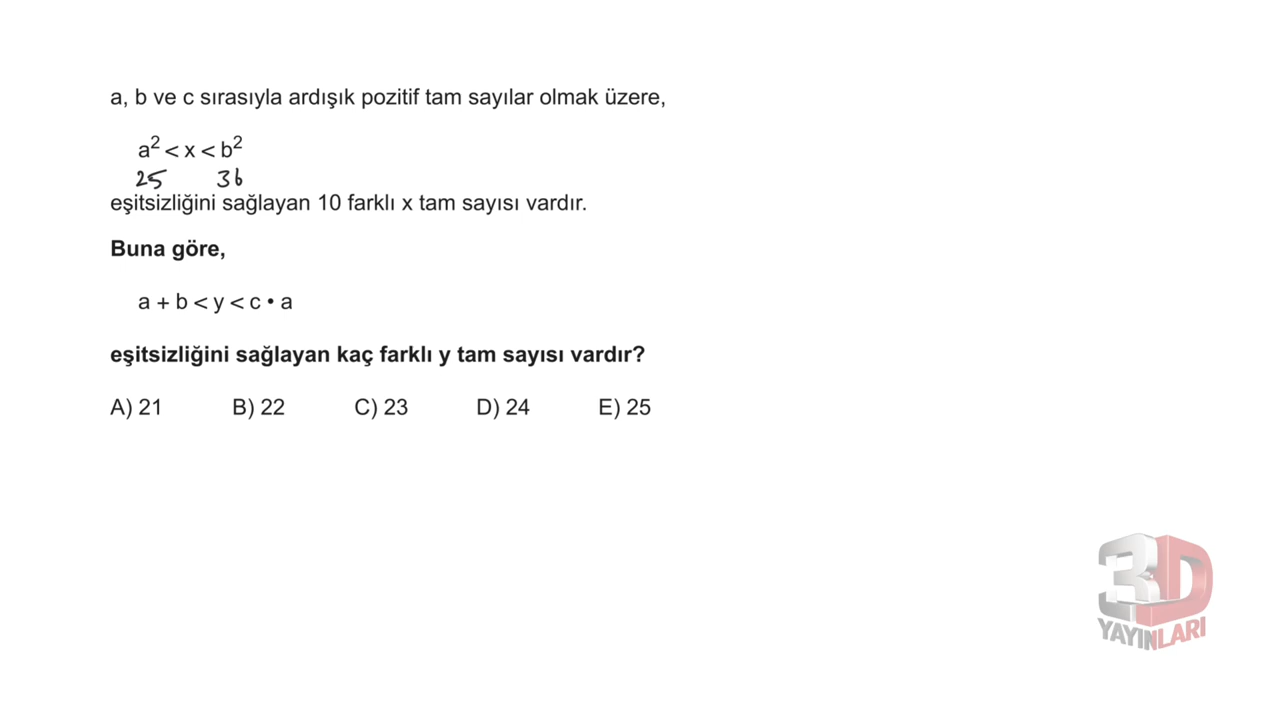 a, b ve c sırasıyla ardışık pozitif tam sayılar olmak üzere,
a² < x < b²
25 36
eşitsizliğini sağlayan 10 farklı x tam sayısı vardır.
Buna göre,
a + b < y < c • a
eşitsizliğini sağlayan kaç farklı y tam sayısı vardır?
A) 21 B) 22 C) 23 D) 24 E) 25
3D
YAYINLARI